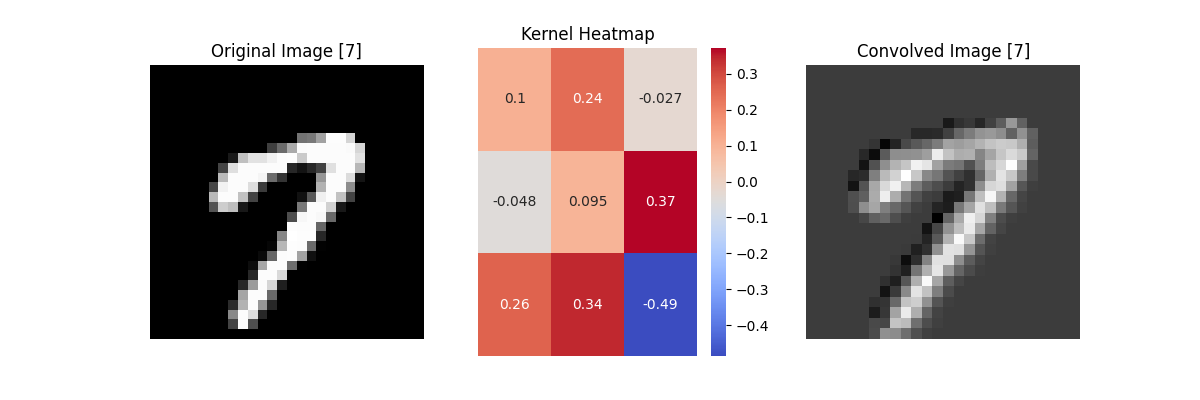 Original Image [7]
Kernel Heatmap
Convolved Image [7]
0.1 0.24 -0.027
-0.048 0.095 0.37
0.26 0.34 -0.49
0.3
0.2
0.1
0.0
−0.1
−0.2
−0.3
−0.4